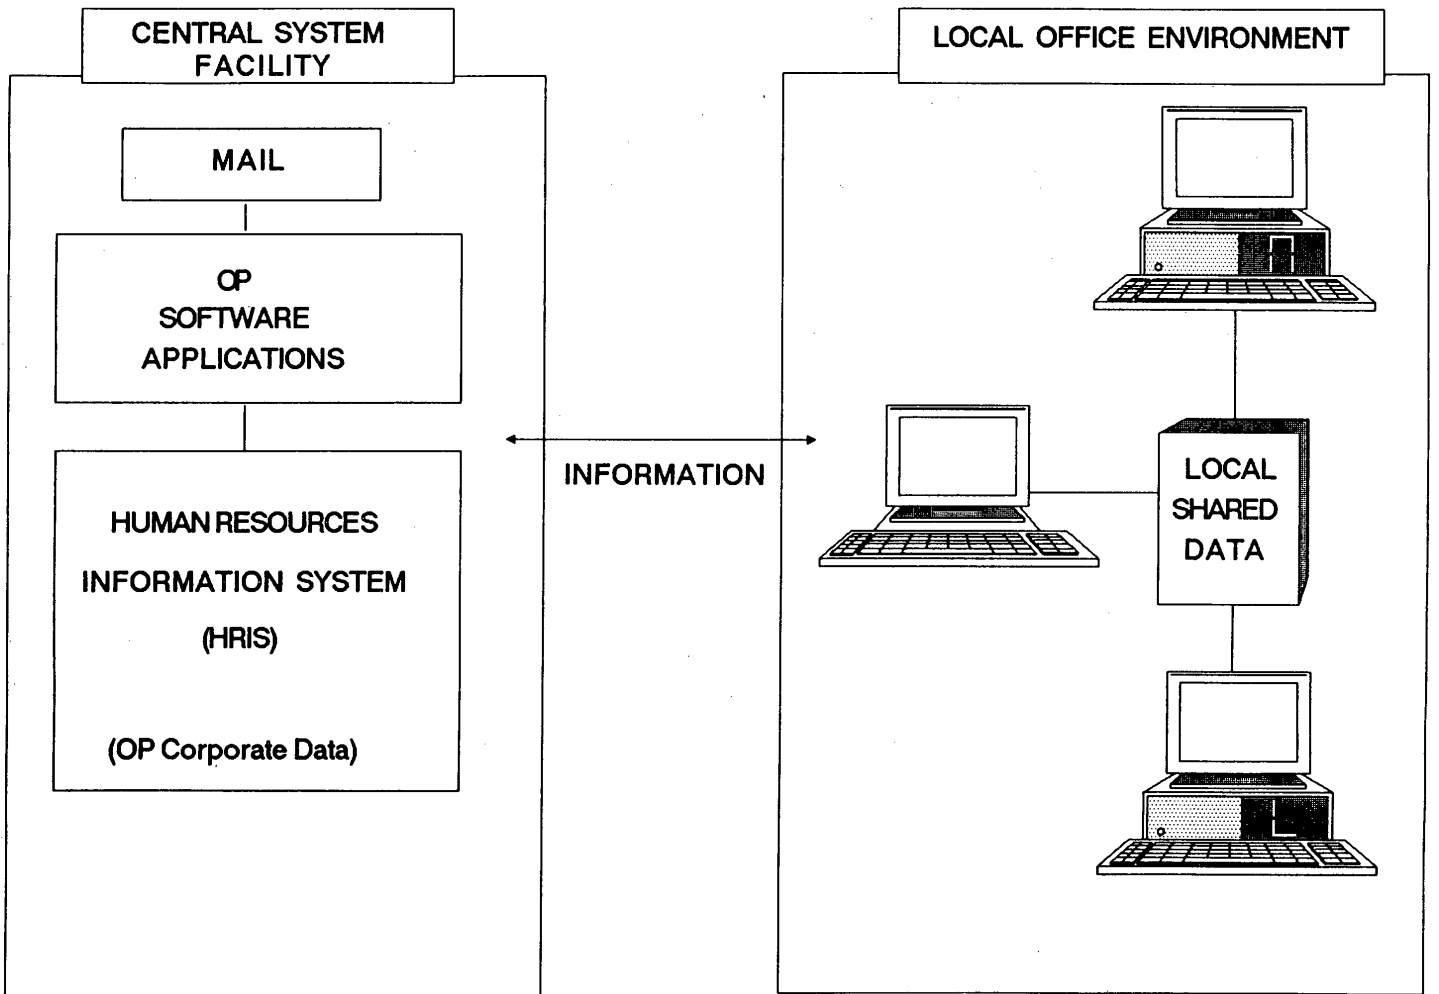 CENTRAL SYSTEM
FACILITY
MAIL
OP
SOFTWARE
APPLICATIONS
HUMAN RESOURCES
INFORMATION SYSTEM
(HRIS)
(OP Corporate Data)
INFORMATION
LOCAL OFFICE ENVIRONMENT
LOCAL
SHARED
DATA